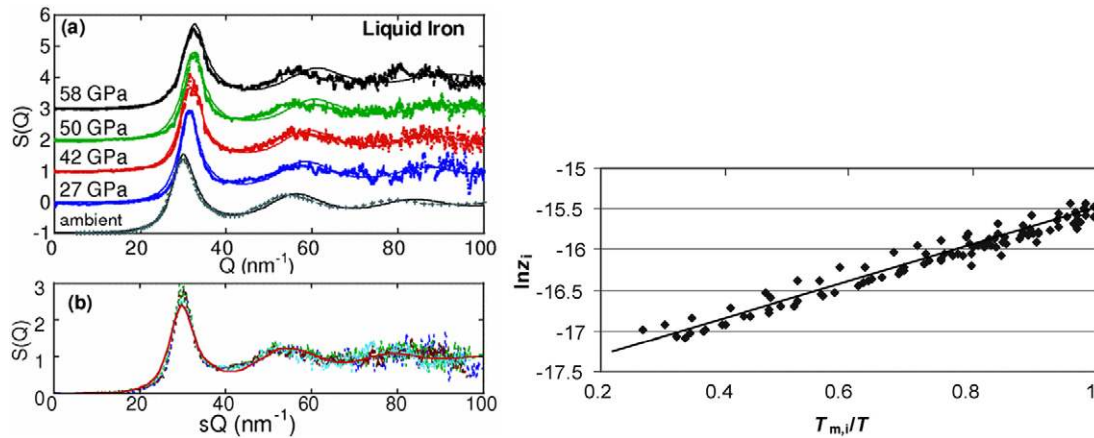 (a)
Liquid Iron
6
5
4
3
2
1
0
-1
S(Q)
58 GPa
50 GPa
42 GPa
27 GPa
ambient
0 20 40 60 80 100
Q (nm⁻¹)
(b)
3
2
1
0
S(Q)
0 20 40 60 80 100
sQ (nm⁻¹)
-15
-15.5
-16
-16.5
-17
-17.5
lnzᵢ
0.2 0.4 0.6 0.8 1
Tm,i/T